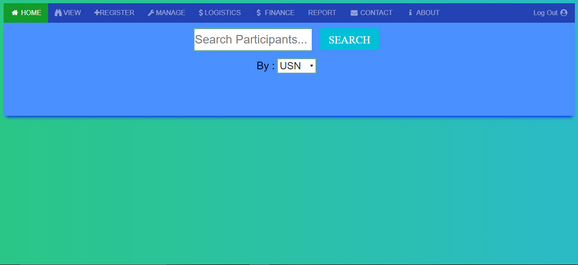 HOME VIEW REGISTER MANAGE $ LOGISTICS $ FINANCE REPORT CONTACT ABOUT Log Out
Search Participants... SEARCH
By : USN